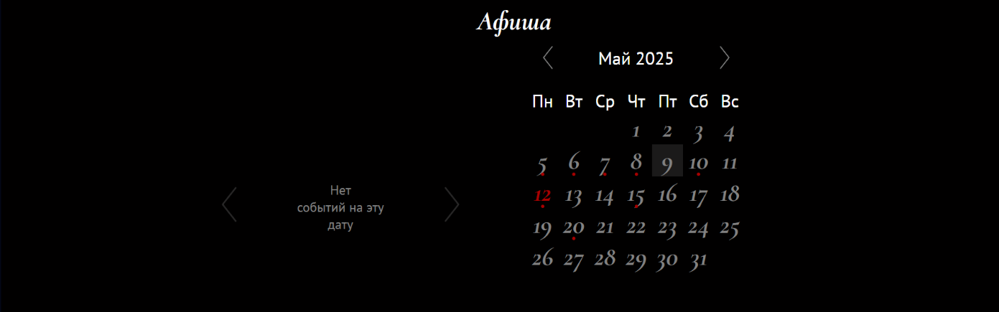 Афиша
Май 2025
Пн Вт Ср Чт Пт Сб Вс
1 2 3 4
5 6 7 8 9 10 11
12 13 14 15 16 17 18
19 20 21 22 23 24 25
26 27 28 29 30 31
Нет
событий на эту
дату